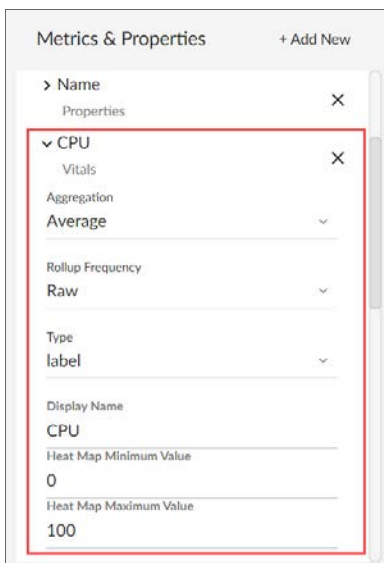 Metrics & Properties + Add New
Name
Properties
CPU
Vitals
Aggregation
Average
Rollup Frequency
Raw
Type
label
Display Name
CPU
Heat Map Minimum Value
0
Heat Map Maximum Value
100